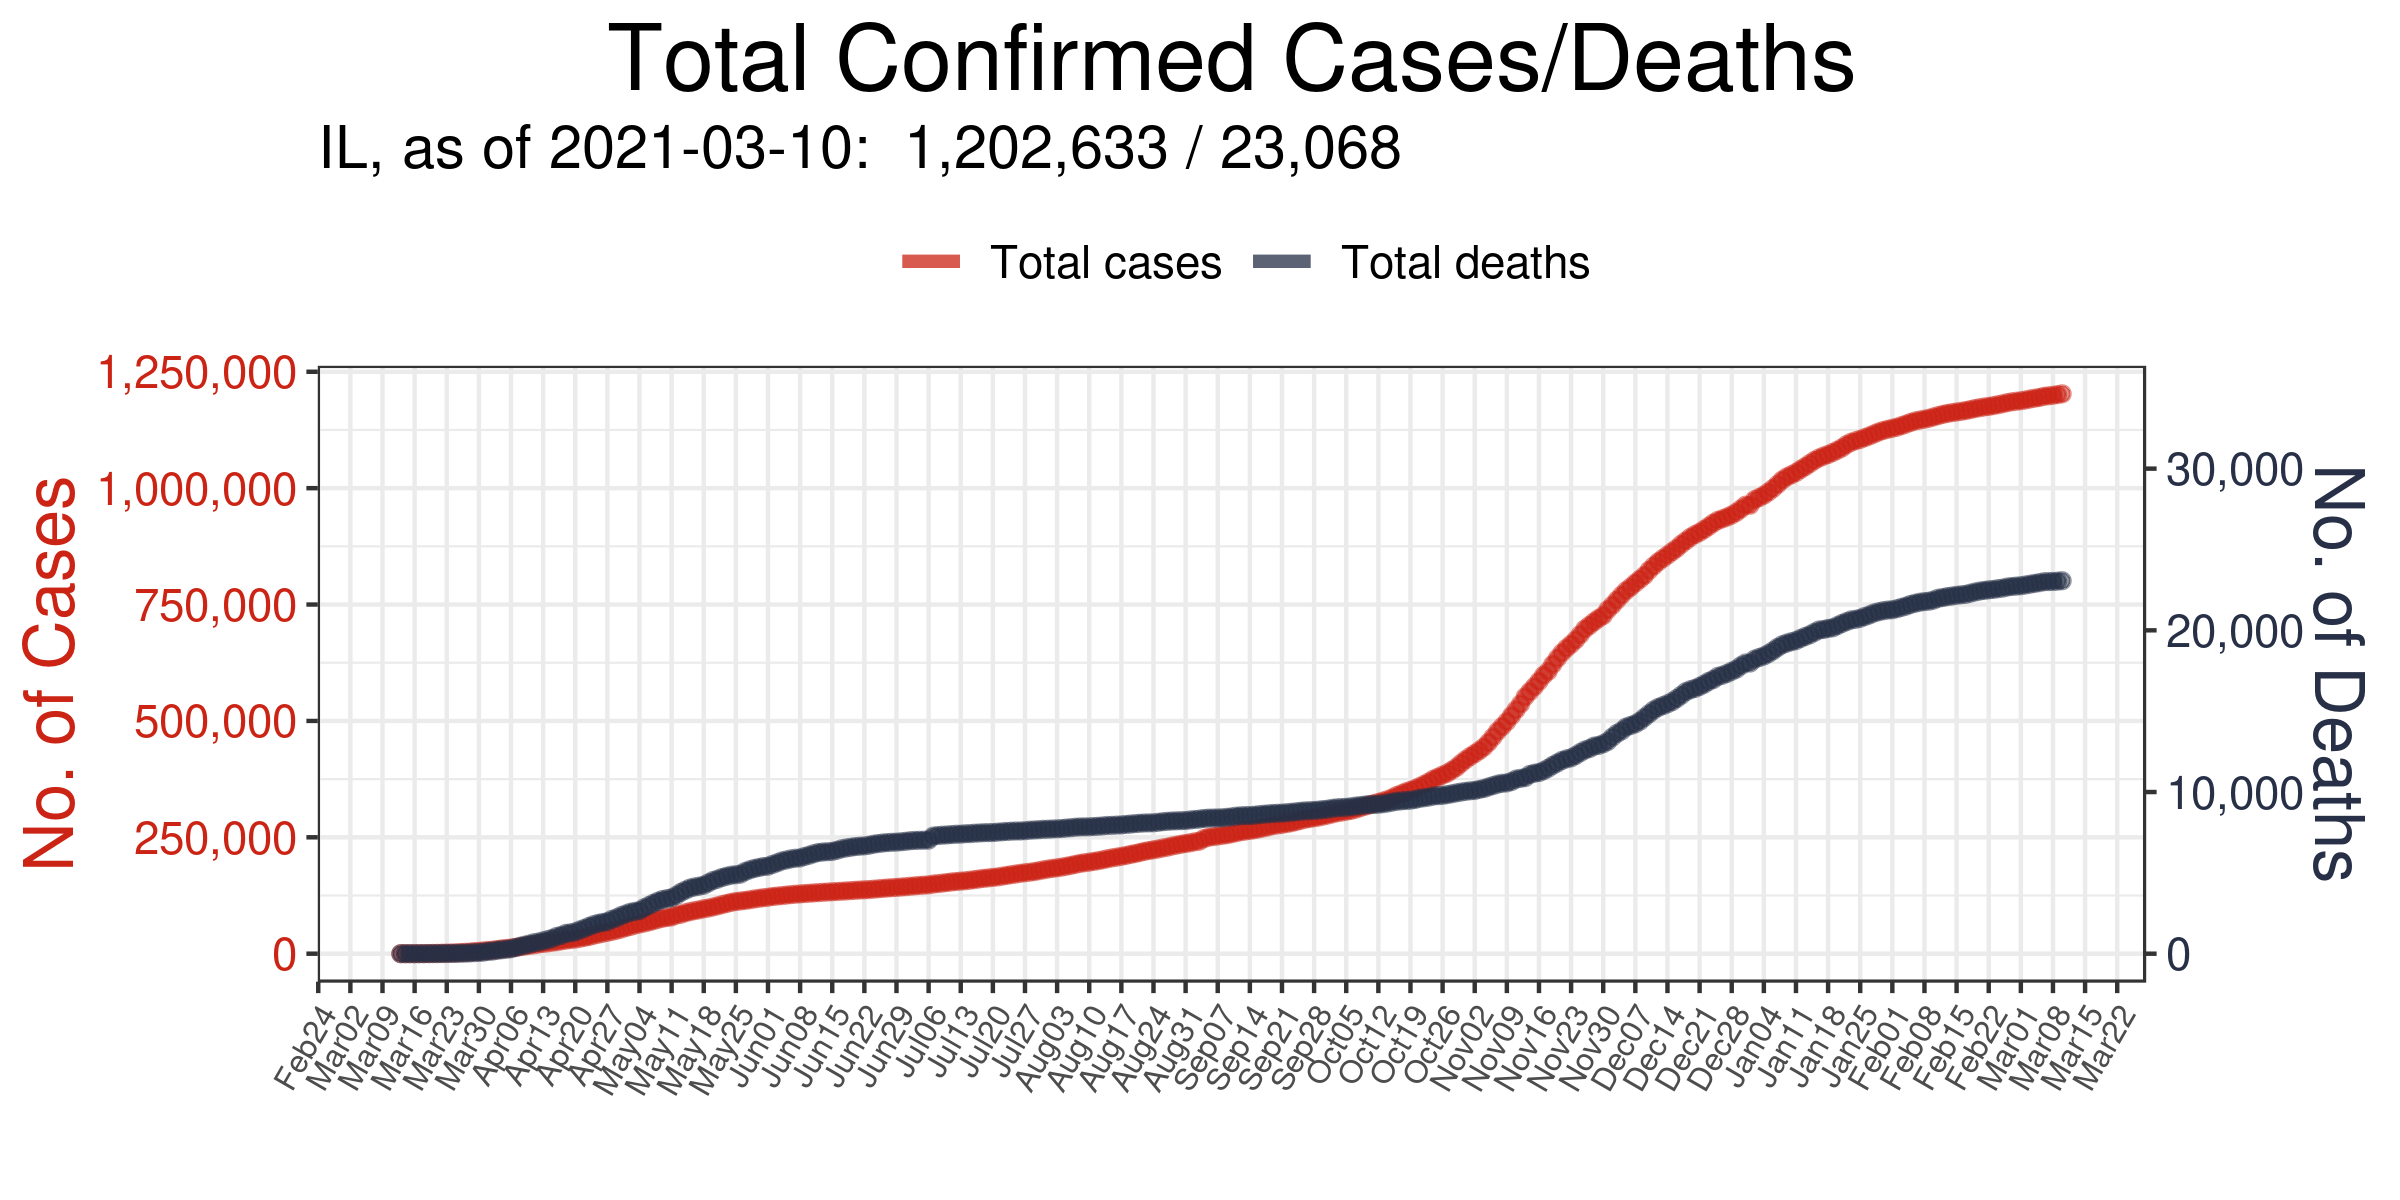 Total Confirmed Cases/Deaths
IL, as of 2021-03-10:  1,202,633 / 23,068
Total cases
Total deaths
No. of Cases
1,250,000
1,000,000
750,000
500,000
250,000
0
30,000
20,000
10,000
0
No. of Deaths
Feb24
Mar02
Mar09
Mar16
Mar23
Mar30
Apr06
Apr13
Apr20
Apr27
May04
May11
May18
May25
Jun01
Jun08
Jun15
Jun22
Jun29
Jul06
Jul13
Jul20
Jul27
Aug03
Aug10
Aug17
Aug24
Aug31
Sep07
Sep14
Sep21
Sep28
Oct05
Oct12
Oct19
Oct26
Nov02
Nov09
Nov16
Nov23
Nov30
Dec07
Dec14
Dec21
Dec28
Jan04
Jan11
Jan18
Jan25
Feb01
Feb08
Feb15
Feb22
Mar01
Mar08
Mar15
Mar22